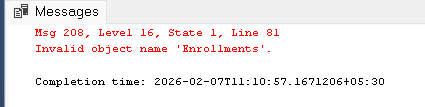 Messages
Msg 208, Level 16, State 1, Line 81
Invalid object name 'Enrollments'.
Completion time: 2026-02-07T11:10:57.1671206+05:30